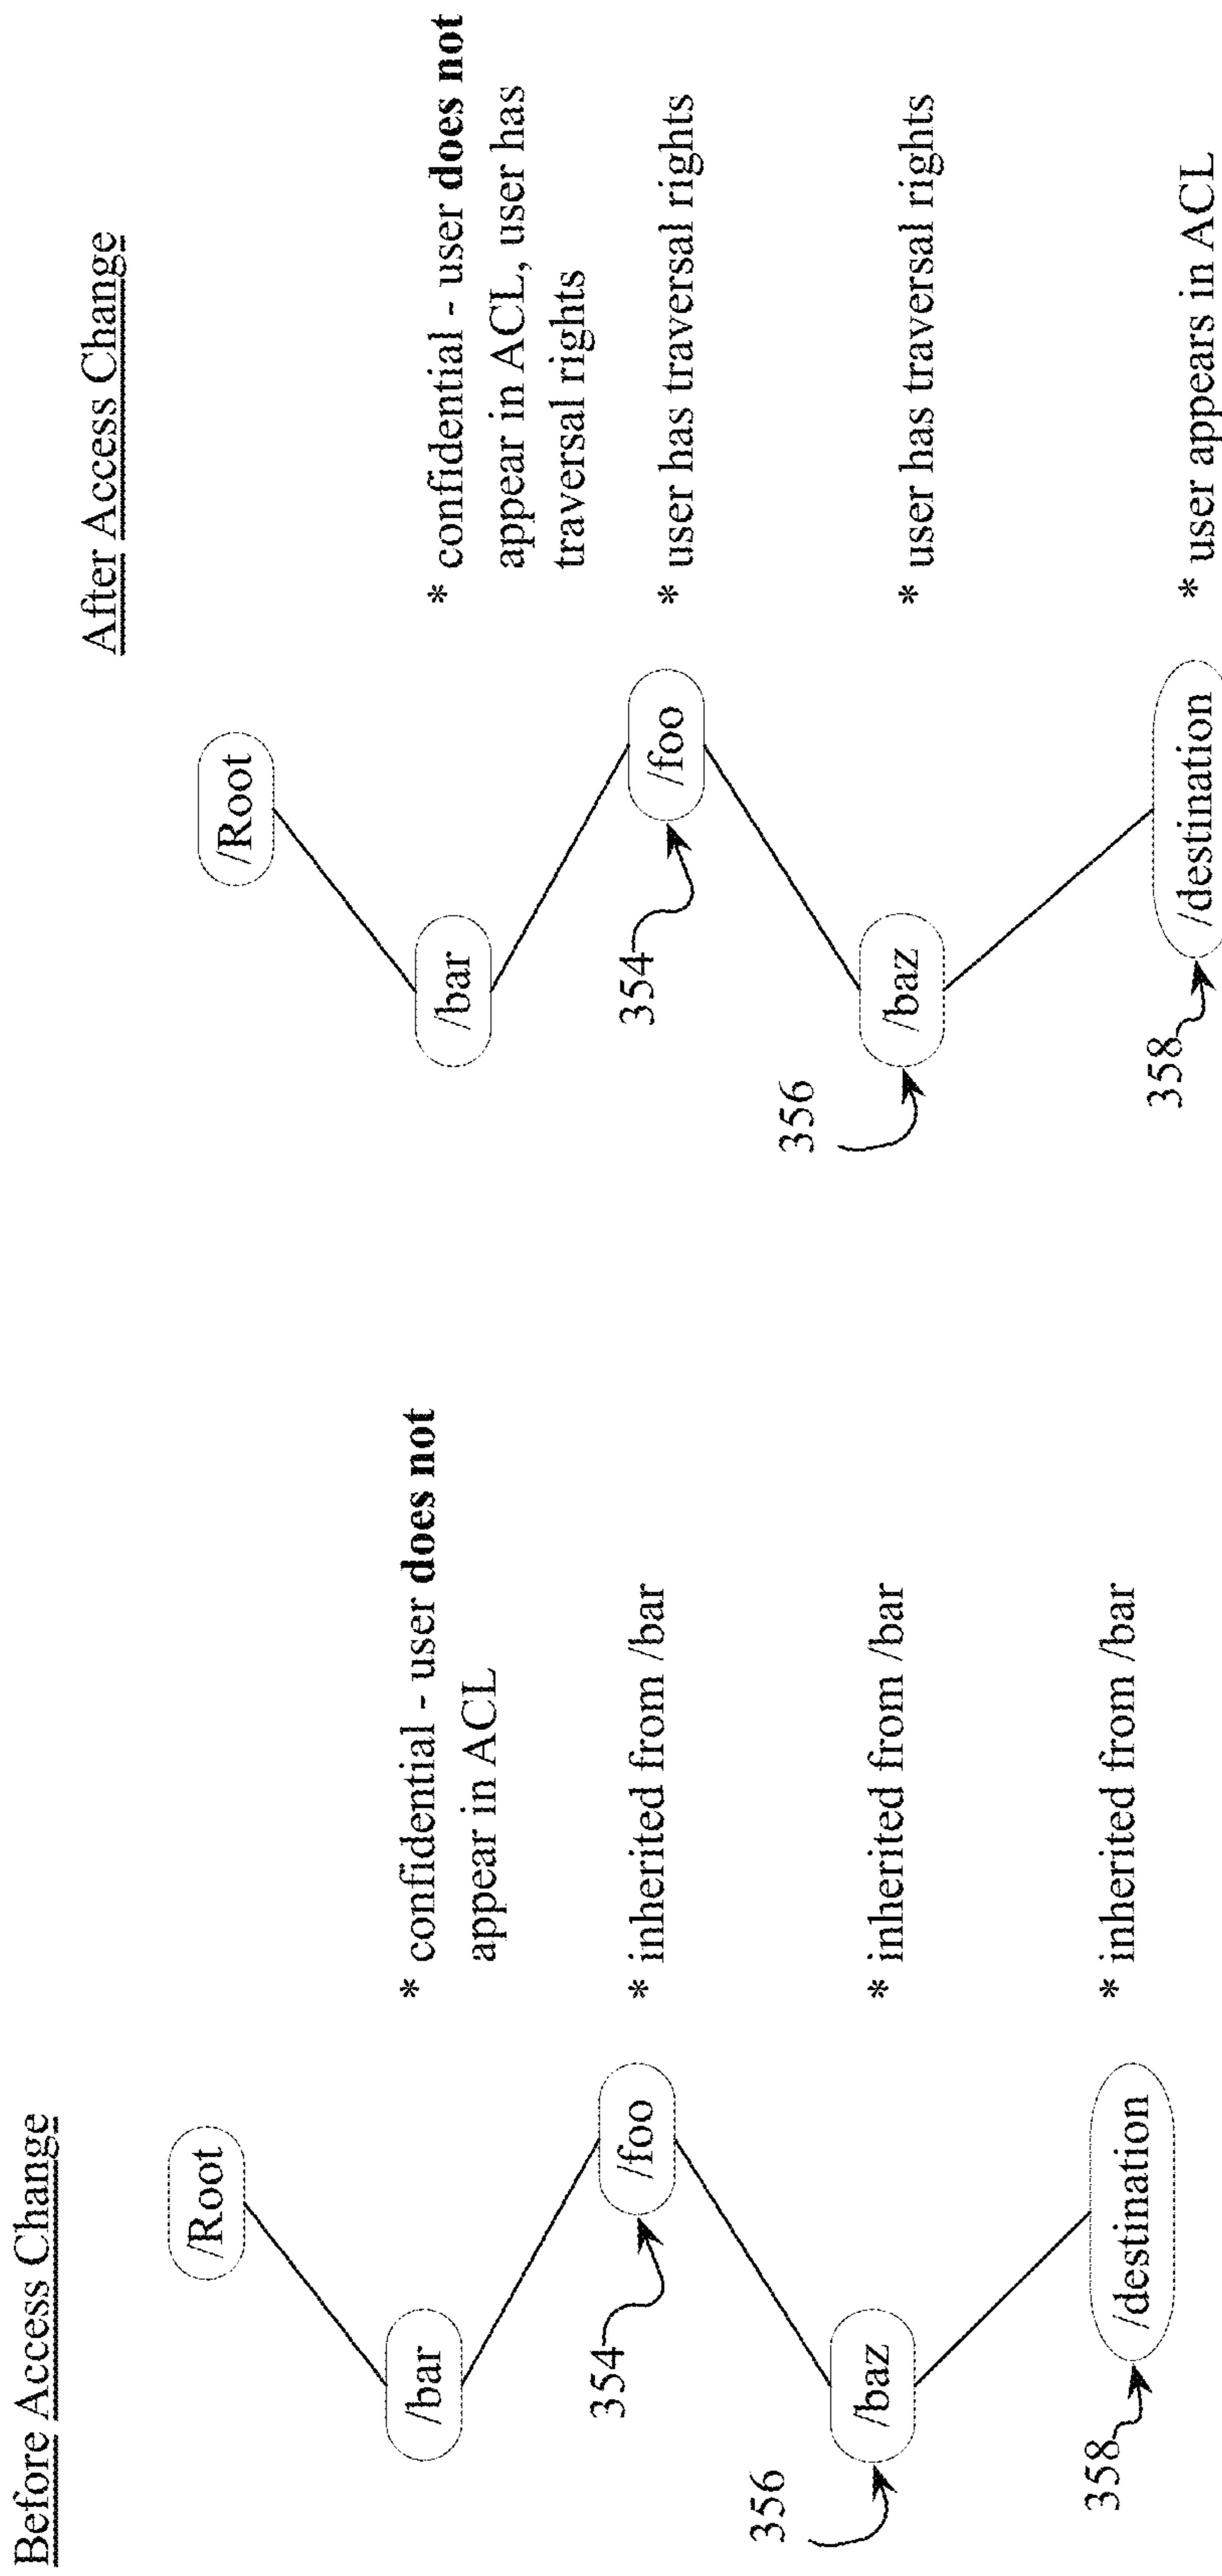 Before Access Change
/Root
/bar
* confidential - user does not
appear in ACL
/foo
354
* inherited from /bar
356
/baz
* inherited from /bar
358
/destination
* inherited from /bar
After Access Change
/Root
/bar
* confidential - user does not
appear in ACL, user has
traversal rights
/foo
354
* user has traversal rights
356
/baz
* user has traversal rights
358
/destination
* user appears in ACL